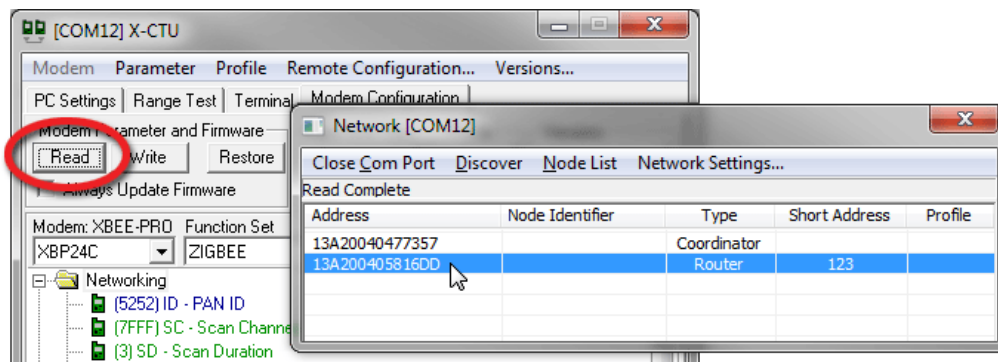 [COM12] X-CTU
Modem Parameter Profile Remote Configuration... Versions...
PC Settings Range Test Terminal Modem Configuration
Modem Parameter and Firmware
Read Write Restore
Always Update Firmware
Modem: XBEE-PRO Function Set
XBP24C ZIGBEE
Networking
(5252) ID - PAN ID
(7FFF) SC - Scan Channe
(3) SD - Scan Duration
Network [COM12]
Close Com Port Discover Node List Network Settings...
Read Complete
Address Node Identifier Type Short Address Profile
13A20040477357 Coordinator
13A200405816DD Router 123